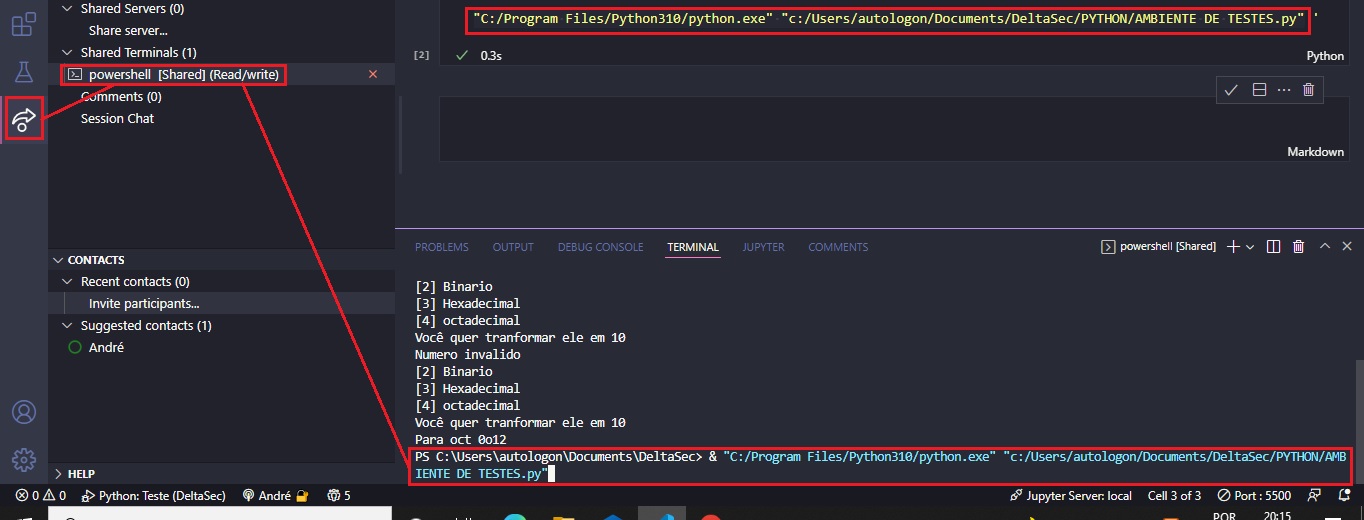 Shared Servers (0)
Share server...
Shared Terminals (1)
powershell [Shared] (Read/write)
Comments (0)
Session Chat
CONTACTS
Recent contacts (0)
Invite participants...
Suggested contacts (1)
André
HELP
"C:/Program Files/Python310/python.exe" "c:/Users/autologon/Documents/DeltaSec/PYTHON/AMBIENTE DE TESTES.py" '
[2] 0.3s Python
Markdown
PROBLEMS OUTPUT DEBUG CONSOLE TERMINAL JUPYTER COMMENTS powershell [Shared]
[2] Binario
[3] Hexadecimal
[4] octadecimal
Você quer tranformar ele em 10
Numero invalido
[2] Binario
[3] Hexadecimal
[4] octadecimal
Você quer tranformar ele em 10
Para oct 0o12
PS C:\Users\autologon\Documents\DeltaSec> & "C:/Program Files/Python310/python.exe" "c:/Users/autologon/Documents/DeltaSec/PYTHON/AMB
IENTE DE TESTES.py"
0 0 Python: Teste (DeltaSec) André 5 Jupyter Server: local Cell 3 of 3 Port : 5500
POR 20:15